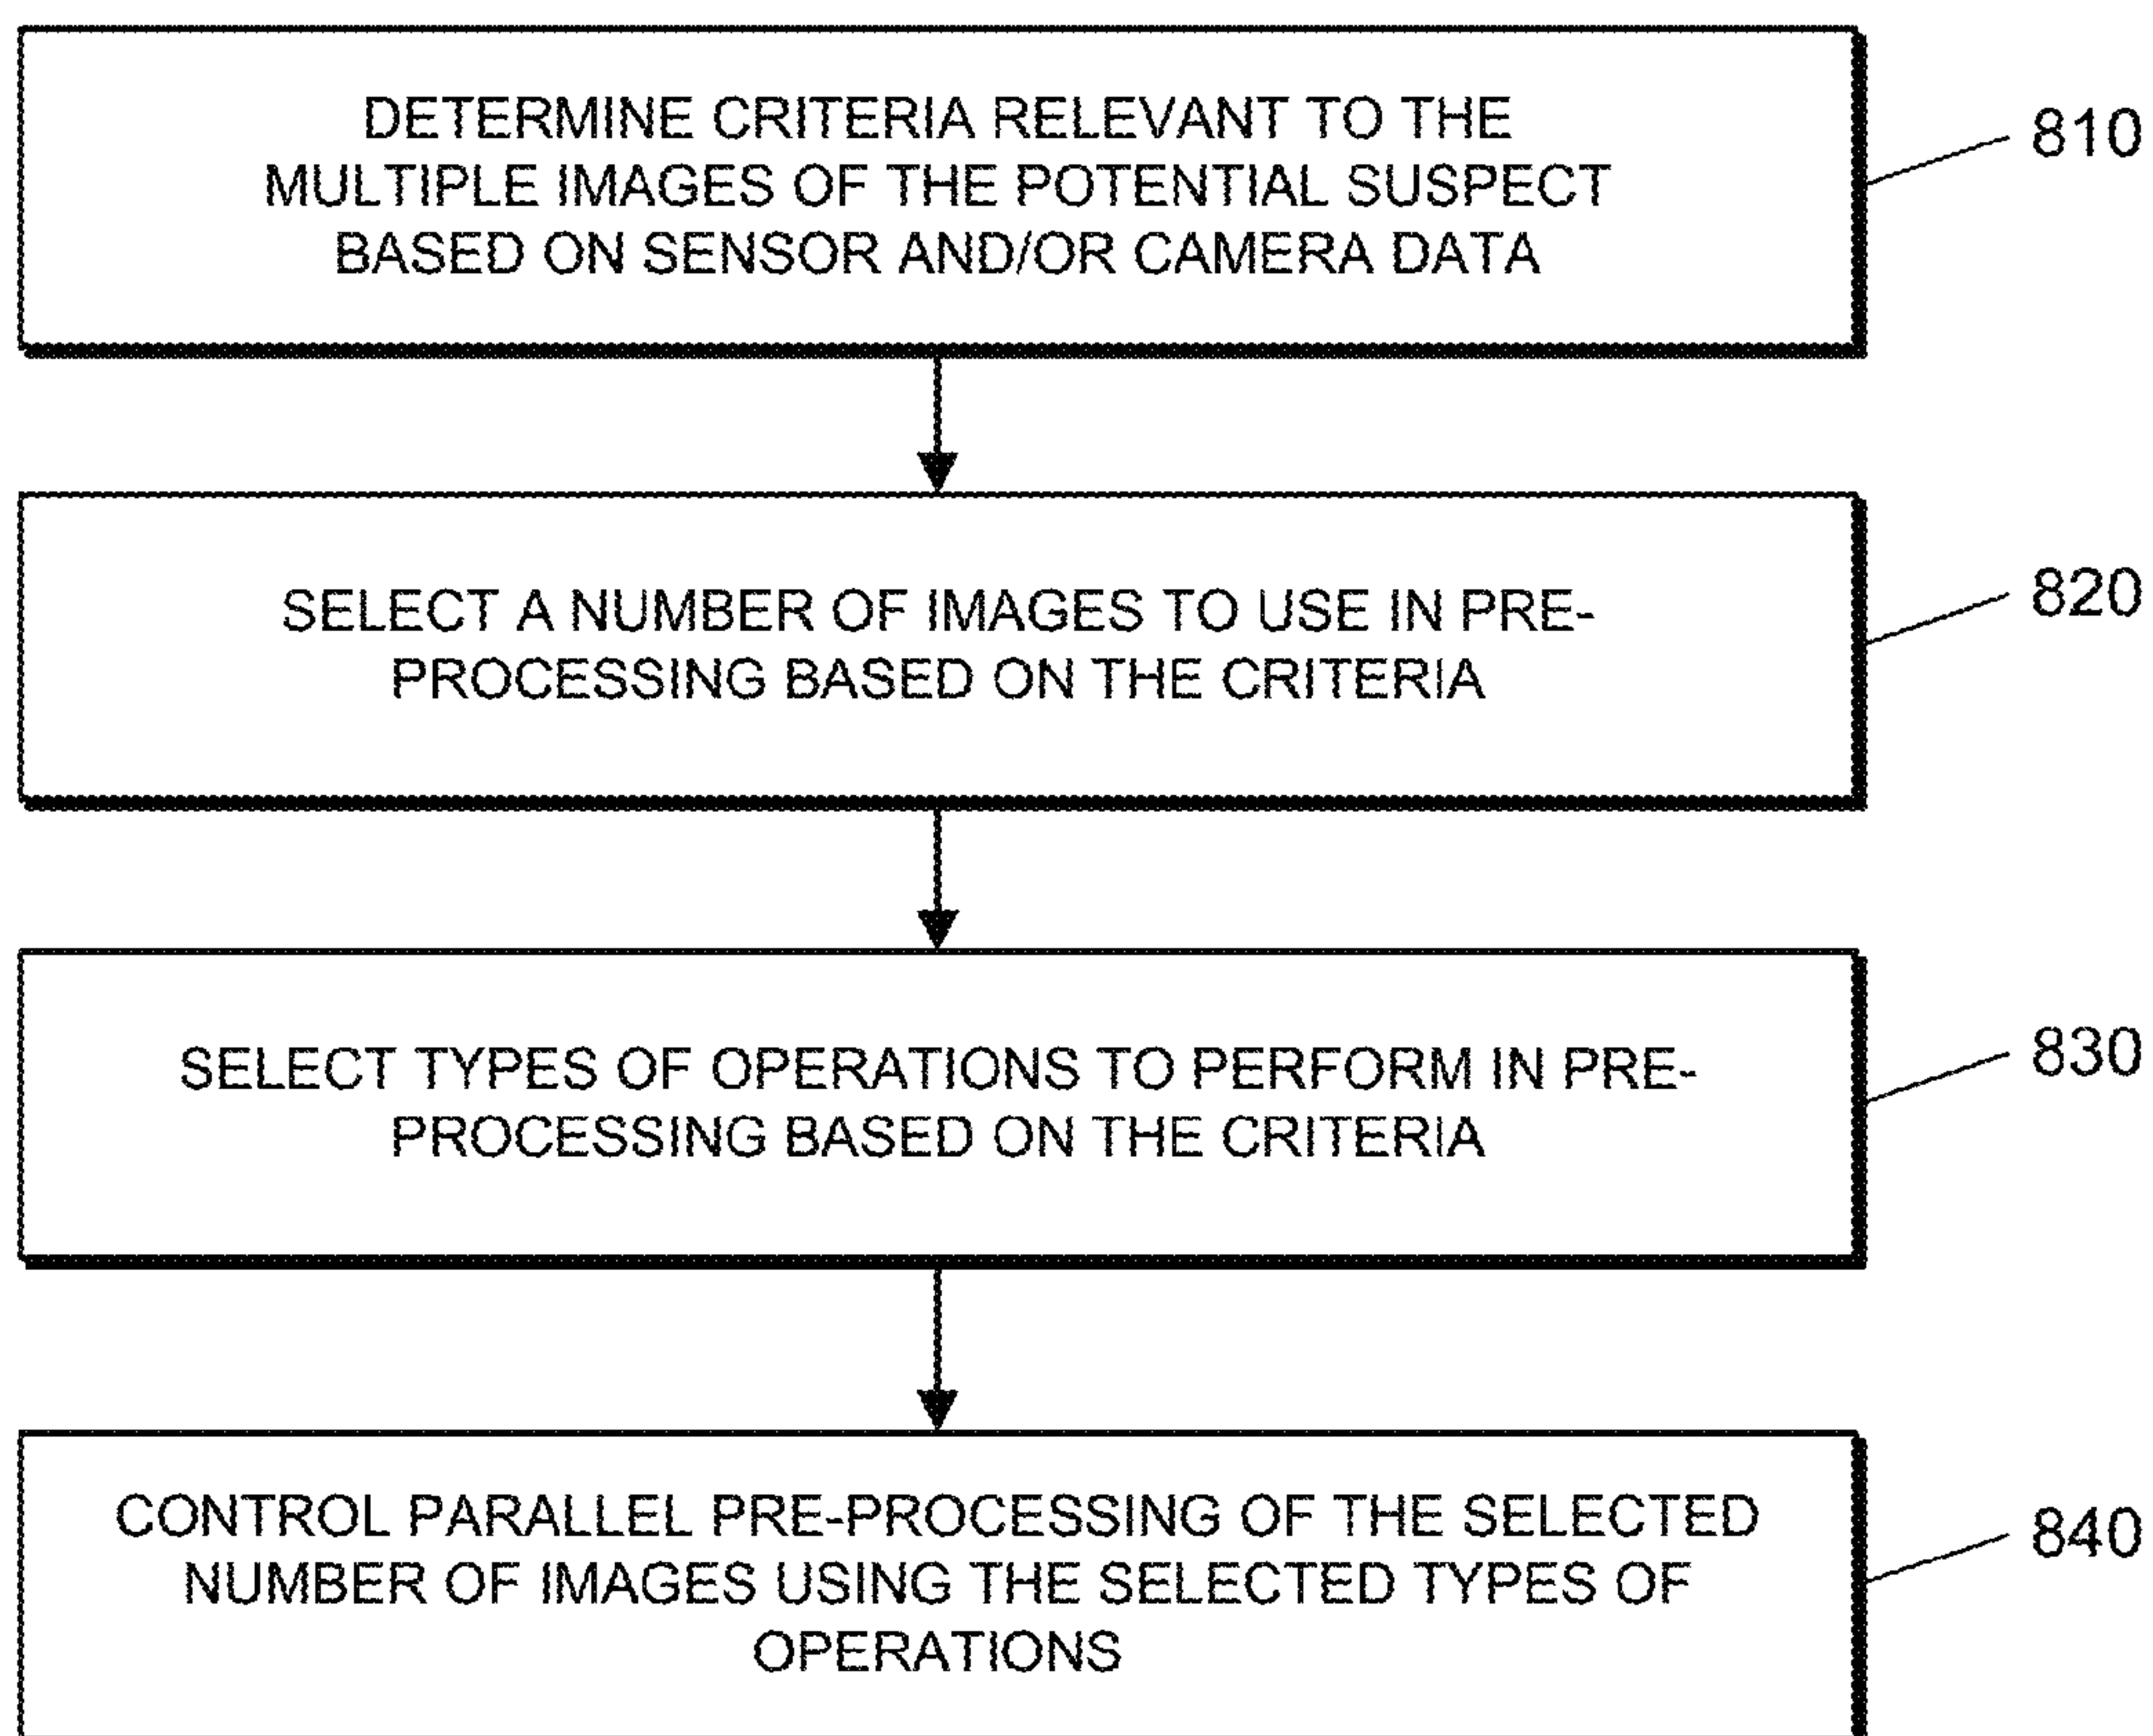 DETERMINE CRITERIA RELEVANT TO THE
MULTIPLE IMAGES OF THE POTENTIAL SUSPECT
BASED ON SENSOR AND/OR CAMERA DATA
810
SELECT A NUMBER OF IMAGES TO USE IN PRE-
PROCESSING BASED ON THE CRITERIA
820
SELECT TYPES OF OPERATIONS TO PERFORM IN PRE-
PROCESSING BASED ON THE CRITERIA
830
CONTROL PARALLEL PRE-PROCESSING OF THE SELECTED
NUMBER OF IMAGES USING THE SELECTED TYPES OF
OPERATIONS
840